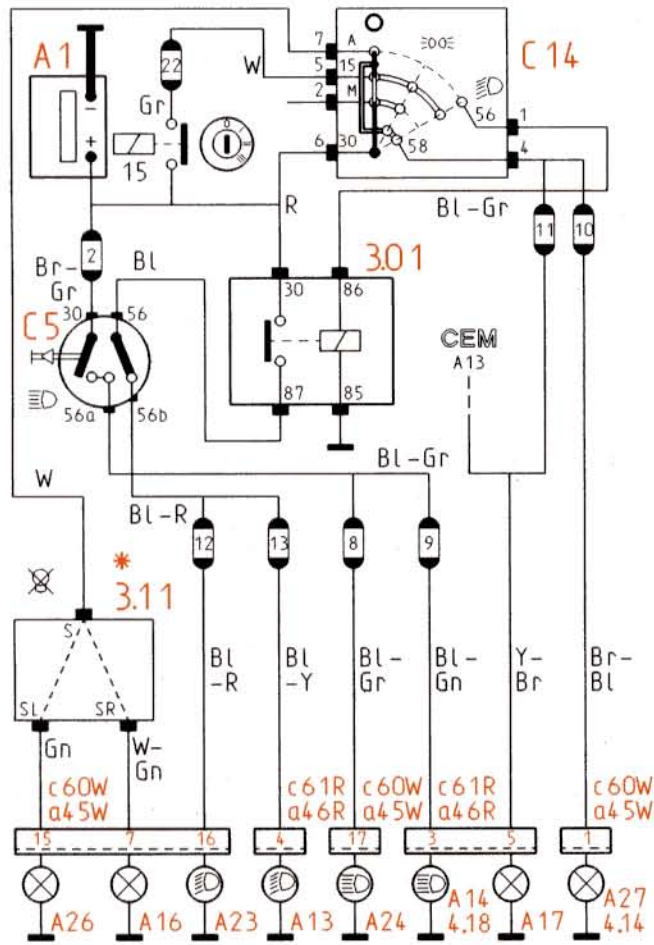 A1
22
W
7
A
5
15
2
M
6
30
56
58
1
4
C14
Gr
15
R
2
Br-
Gr
Bl
30
56
C5
56a
56b
3.01
30
86
87
85
Bl-Gr
11
10
CEM
A13
W
Bl-R
Bl-Gr
12
13
8
9
*
3.11
S
SL
SR
Gn
W-
Gn
Bl
-R
Bl
-Y
Bl-
Gr
Bl-
Gn
Y-
Br
Br-
Bl
c60W
a45W
c61R
a46R
c60W
a45W
c61R
a46R
c60W
a45W
15
7
16
4
17
3
5
1
A26
A16
A23
A13
A24
A14
4.18
A17
A27
4.14